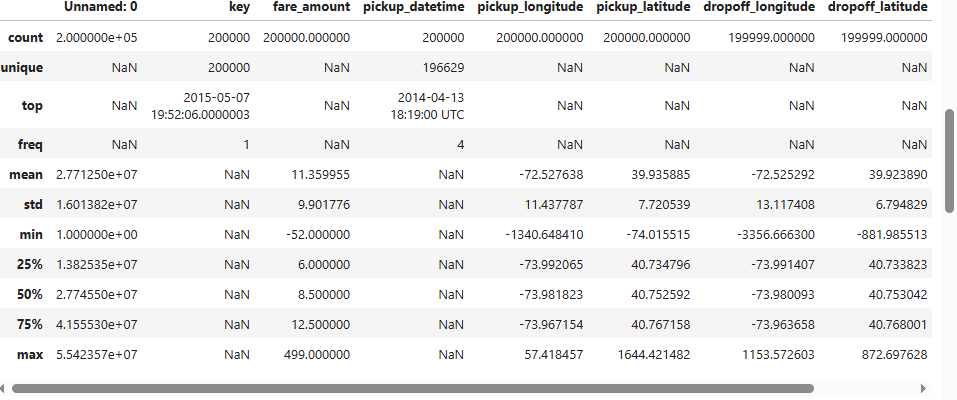 Unnamed: 0 key fare_amount pickup_datetime pickup_longitude pickup_latitude dropoff_longitude dropoff_latitude
count 2.000000e+05 200000 200000.000000 200000 200000.000000 200000.000000 199999.000000 199999.000000
unique NaN 200000 NaN 196629 NaN NaN NaN NaN
top NaN 2015-05-07 19:52:06.0000003 NaN 2014-04-13 18:19:00 UTC NaN NaN NaN NaN
freq NaN 1 NaN 4 NaN NaN NaN NaN
mean 2.771250e+07 NaN 11.359955 NaN -72.527638 39.935885 -72.525292 39.923890
std 1.601382e+07 NaN 9.901776 NaN 11.437787 7.720539 13.117408 6.794829
min 1.000000e+00 NaN -52.000000 NaN -1340.648410 -74.015515 -3356.666300 -881.985513
25% 1.382535e+07 NaN 6.000000 NaN -73.992065 40.734796 -73.991407 40.733823
50% 2.774550e+07 NaN 8.500000 NaN -73.981823 40.752592 -73.980093 40.753042
75% 4.155530e+07 NaN 12.500000 NaN -73.967154 40.767158 -73.963658 40.768001
max 5.542357e+07 NaN 499.000000 NaN 57.418457 1644.421482 1153.572603 872.697628